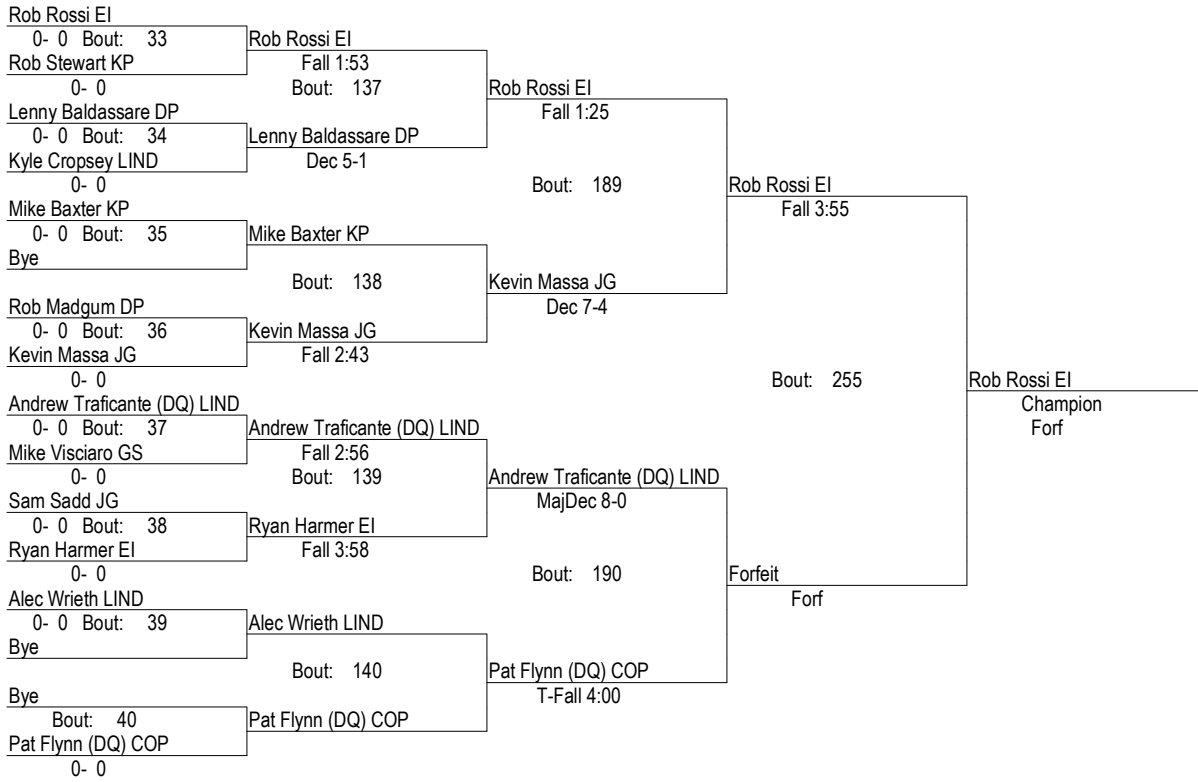 Rob Rossi EI
0- 0 Bout: 33
Rob Stewart KP
0- 0
Lenny Baldassare DP
0- 0 Bout: 34
Kyle Cropsey LIND
0- 0
Mike Baxter KP
0- 0 Bout: 35
Bye
Rob Madgum DP
0- 0 Bout: 36
Kevin Massa JG
0- 0
Andrew Traficante (DQ) LIND
0- 0 Bout: 37
Mike Visciaro GS
0- 0
Sam Sadd JG
0- 0 Bout: 38
Ryan Harmer EI
0- 0
Alec Wrieth LIND
0- 0 Bout: 39
Bye
Bye
Bout: 40
Pat Flynn (DQ) COP
0- 0
Rob Rossi EI
Fall 1:53
Bout: 137
Lenny Baldassare DP
Dec 5-1
Mike Baxter KP
Bout: 138
Kevin Massa JG
Fall 2:43
Andrew Traficante (DQ) LIND
Fall 2:56
Bout: 139
Ryan Harmer EI
Fall 3:58
Alec Wrieth LIND
Bout: 140
Pat Flynn (DQ) COP
Rob Rossi EI
Fall 1:25
Bout: 189
Kevin Massa JG
Dec 7-4
Andrew Traficante (DQ) LIND
MajDec 8-0
Bout: 190
Pat Flynn (DQ) COP
T-Fall 4:00
Rob Rossi EI
Fall 3:55
Bout: 255
Forfeit
Forf
Rob Rossi EI
Champion
Forf